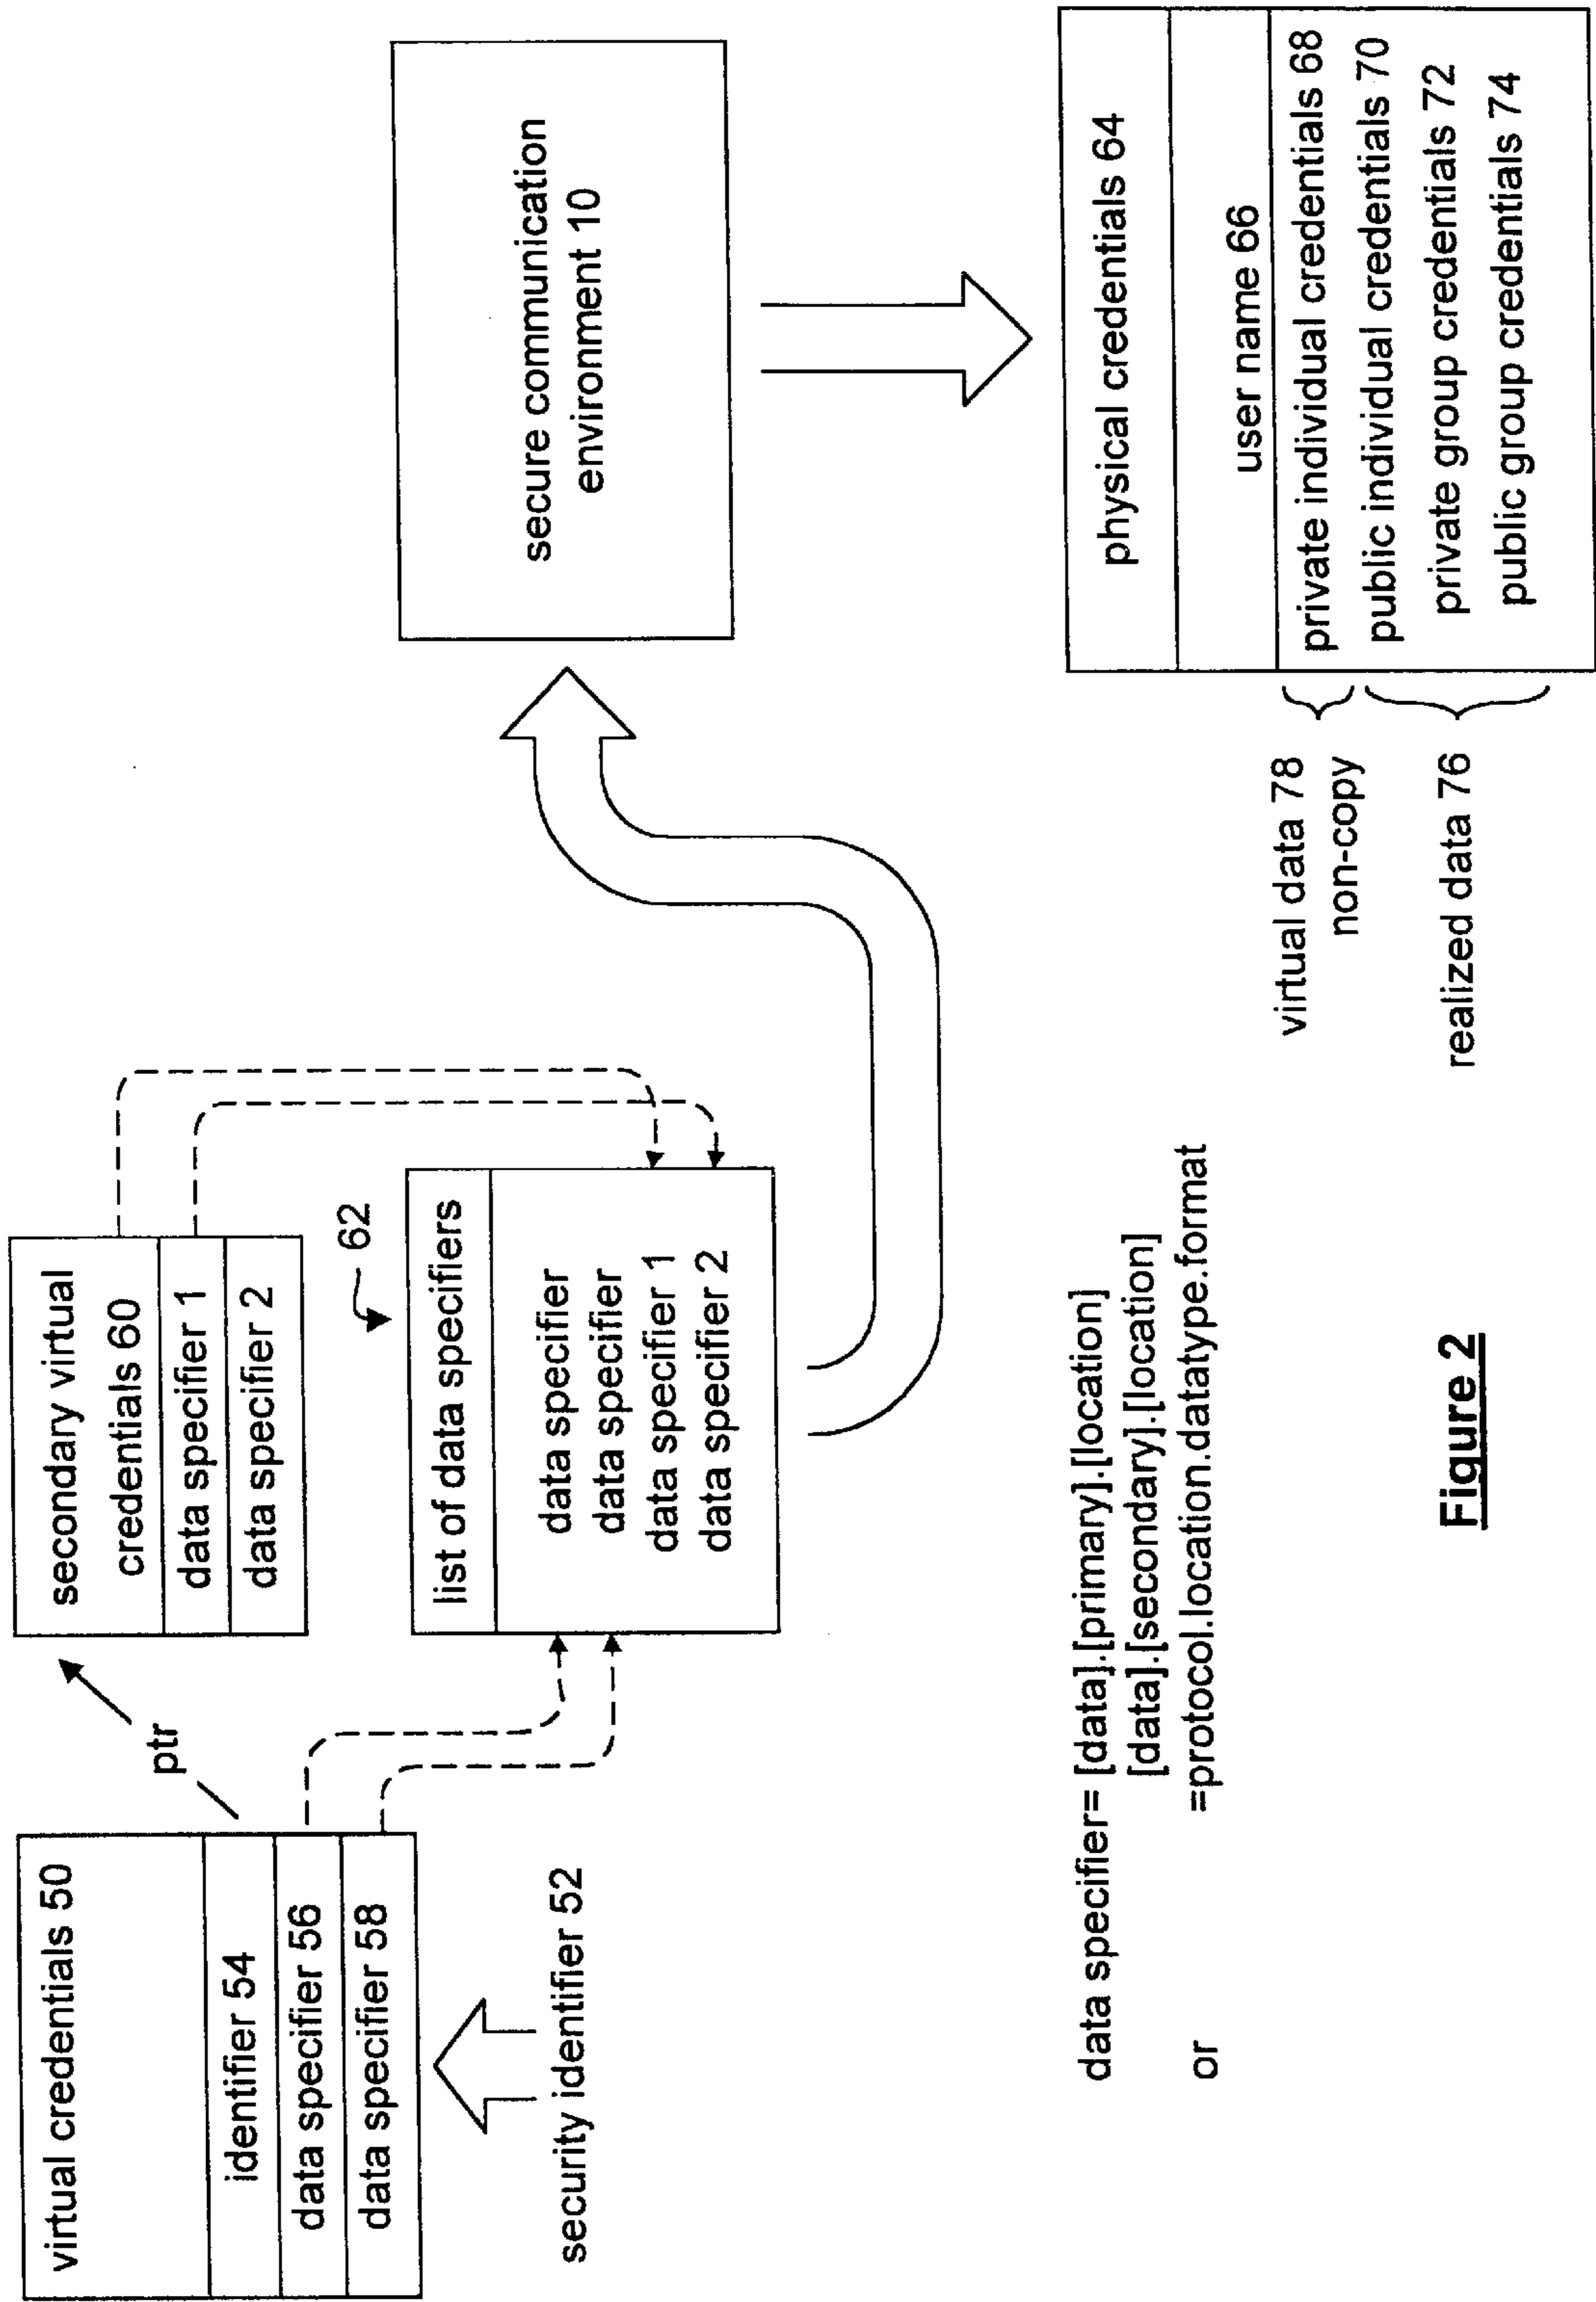 virtual credentials 50
identifier 54
data specifier 56
data specifier 58
security identifier 52
ptr
secondary virtual
credentials 60
data specifier 1
data specifier 2
62
list of data specifiers
data specifier
data specifier
data specifier 1
data specifier 2
secure communication
environment 10
physical credentials 64
user name 66
private individual credentials 68
public individual credentials 70
private group credentials 72
public group credentials 74
virtual data 78
non-copy
realized data 76
data specifier= [data].[primary].[location]
[data].[secondary].[location]
or =protocol.location.datatype.format
Figure 2